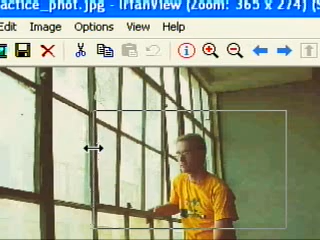 actice_phot.jpg - IrfanView (Zoom: 365 x 274) (S
Edit Image Options View Help